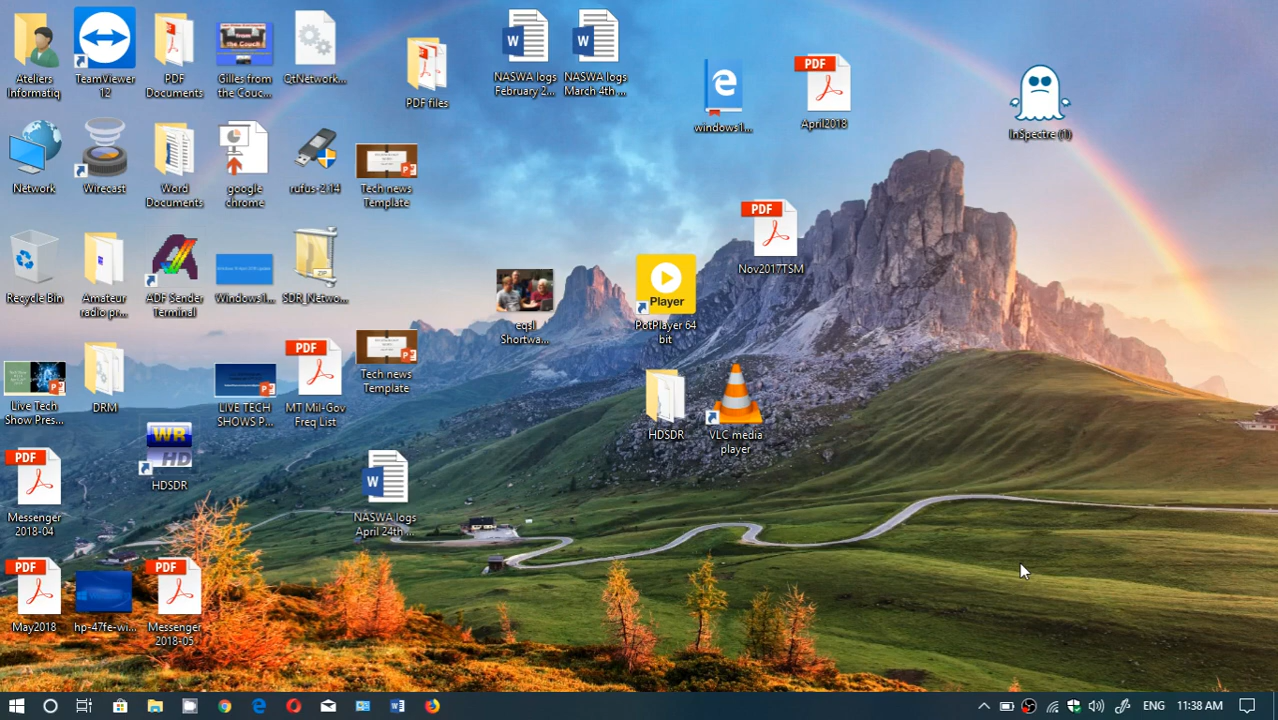 Ateliers
Informatiq
TeamViewer
12
PDF
Documents
Gilles from
the Couc...
QtNetwork...
PDF files
W
NASWA logs
February 2...
W
NASWA logs
March 4th ...
windows1...
PDF
April2018
InSpectre (1)
Network
Wirecast
Word
Documents
google
chrome
rufus-2.14
Tech news
Template
Recycle Bin
Amateur
radio pr...
ADF Sender
Terminal
Windows1...
ZIP
SDR_Netwo...
eqsl
Shortwa...
Player
PotPlayer 64
bit
PDF
Nov2017TSM
Live Tech
Show Pres...
DRM
LIVE TECH
SHOWS P...
PDF
MT Mil-Gov
Freq List
Tech news
Template
HDSDR
VLC media
player
PDF
Messenger
2018-04
WR
HD
HDSDR
W
NASWA logs
April 24th ...
PDF
May2018
hp-47fe-wi...
PDF
Messenger
2018-05
ENG
11:38 AM